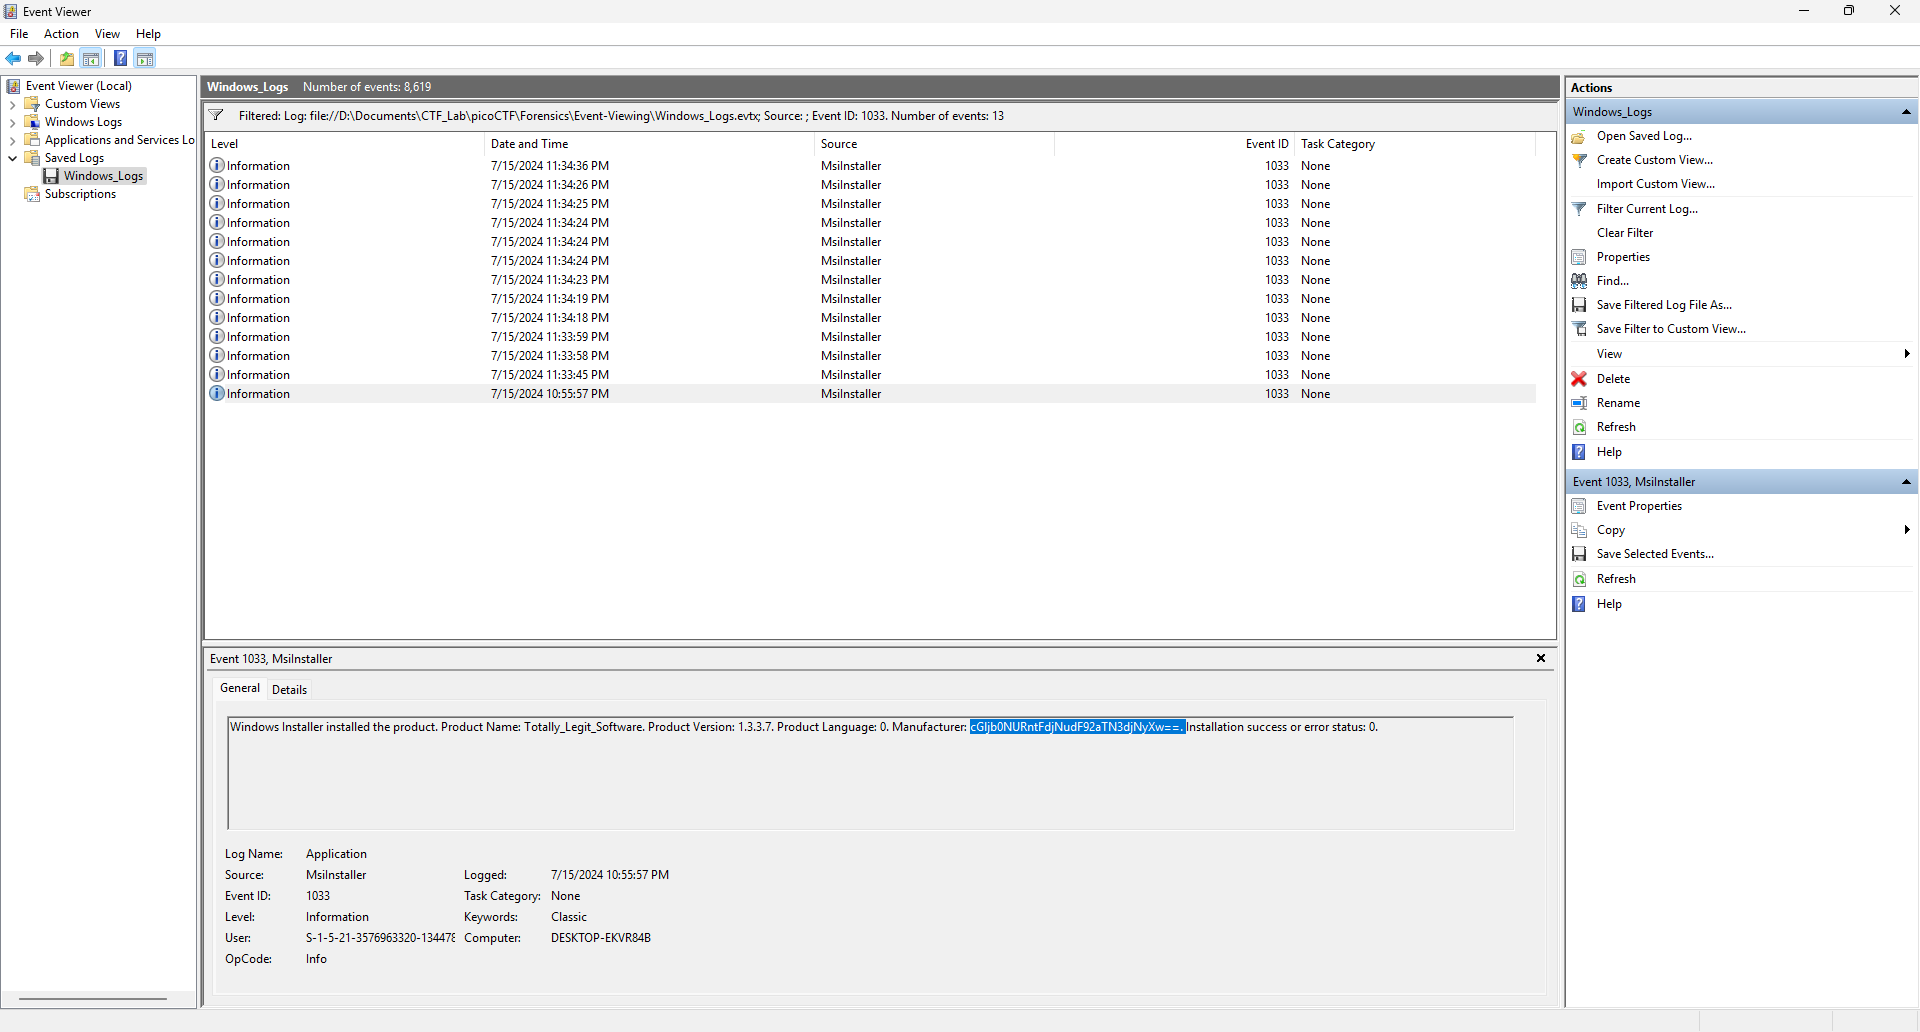 Event Viewer
File Action View Help
Event Viewer (Local)
Custom Views
Windows Logs
Applications and Services Lo
Saved Logs
Windows_Logs
Subscriptions
Windows_Logs Number of events: 8,619
Filtered: Log: file://D:\Documents\CTF_Lab\picoCTF\Forensics\Event-Viewing\Windows_Logs.evtx; Source: ; Event ID: 1033. Number of events: 13
Level Date and Time Source Event ID Task Category
Information 7/15/2024 11:34:36 PM MsiInstaller 1033 None
Information 7/15/2024 11:34:26 PM MsiInstaller 1033 None
Information 7/15/2024 11:34:25 PM MsiInstaller 1033 None
Information 7/15/2024 11:34:24 PM MsiInstaller 1033 None
Information 7/15/2024 11:34:24 PM MsiInstaller 1033 None
Information 7/15/2024 11:34:24 PM MsiInstaller 1033 None
Information 7/15/2024 11:34:23 PM MsiInstaller 1033 None
Information 7/15/2024 11:34:19 PM MsiInstaller 1033 None
Information 7/15/2024 11:34:18 PM MsiInstaller 1033 None
Information 7/15/2024 11:33:59 PM MsiInstaller 1033 None
Information 7/15/2024 11:33:58 PM MsiInstaller 1033 None
Information 7/15/2024 11:33:45 PM MsiInstaller 1033 None
Information 7/15/2024 10:55:57 PM MsiInstaller 1033 None
Event 1033, MsiInstaller
General Details
Windows Installer installed the product. Product Name: Totally_Legit_Software. Product Version: 1.3.3.7. Product Language: 0. Manufacturer: cGljb0NURntFdjNudF92aTN3djNyXw==. Installation success or error status: 0.
Log Name: Application
Source: MsiInstaller Logged: 7/15/2024 10:55:57 PM
Event ID: 1033 Task Category: None
Level: Information Keywords: Classic
User: S-1-5-21-3576963320-134478 Computer: DESKTOP-EKVR84B
OpCode: Info
Actions
Windows_Logs
Open Saved Log...
Create Custom View...
Import Custom View...
Filter Current Log...
Clear Filter
Properties
Find...
Save Filtered Log File As...
Save Filter to Custom View...
View
Delete
Rename
Refresh
Help
Event 1033, MsiInstaller
Event Properties
Copy
Save Selected Events...
Refresh
Help